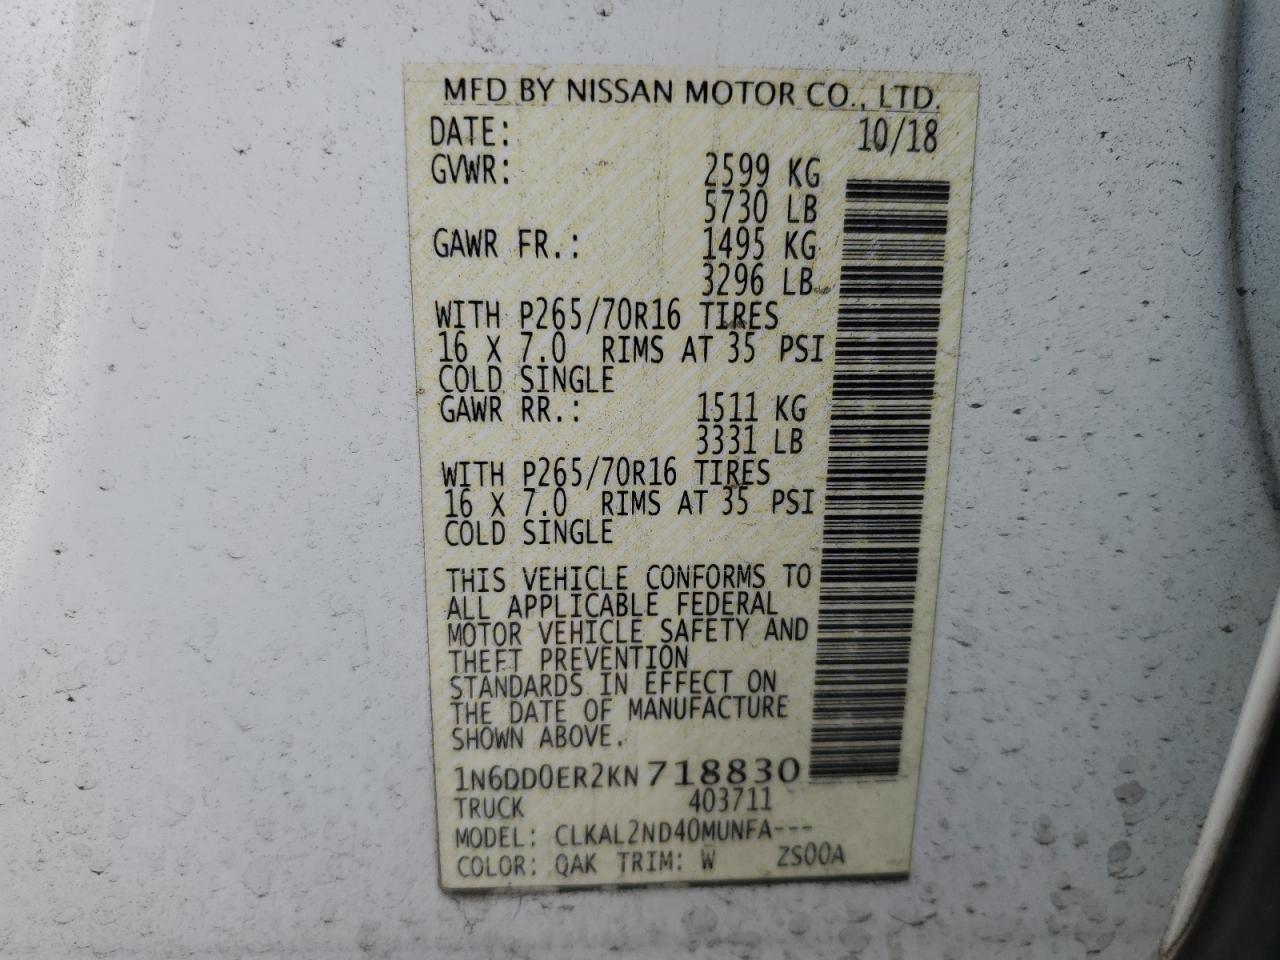 MFD BY NISSAN MOTOR CO., LTD.
DATE: 10/18
GVWR: 2599 KG
5730 LB
GAWR FR.: 1495 KG
3296 LB
WITH P265/70R16 TIRES
16 X 7.0 RIMS AT 35 PSI
COLD SINGLE
GAWR RR.: 1511 KG
3331 LB
WITH P265/70R16 TIRES
16 X 7.0 RIMS AT 35 PSI
COLD SINGLE
THIS VEHICLE CONFORMS TO
ALL APPLICABLE FEDERAL
MOTOR VEHICLE SAFETY AND
THEFT PREVENTION
STANDARDS IN EFFECT ON
THE DATE OF MANUFACTURE
SHOWN ABOVE.
1N6DD0ER2KN718830
TRUCK 403711
MODEL: CLKAL2ND40MUNFA---
COLOR: QAK TRIM: W ZS00A